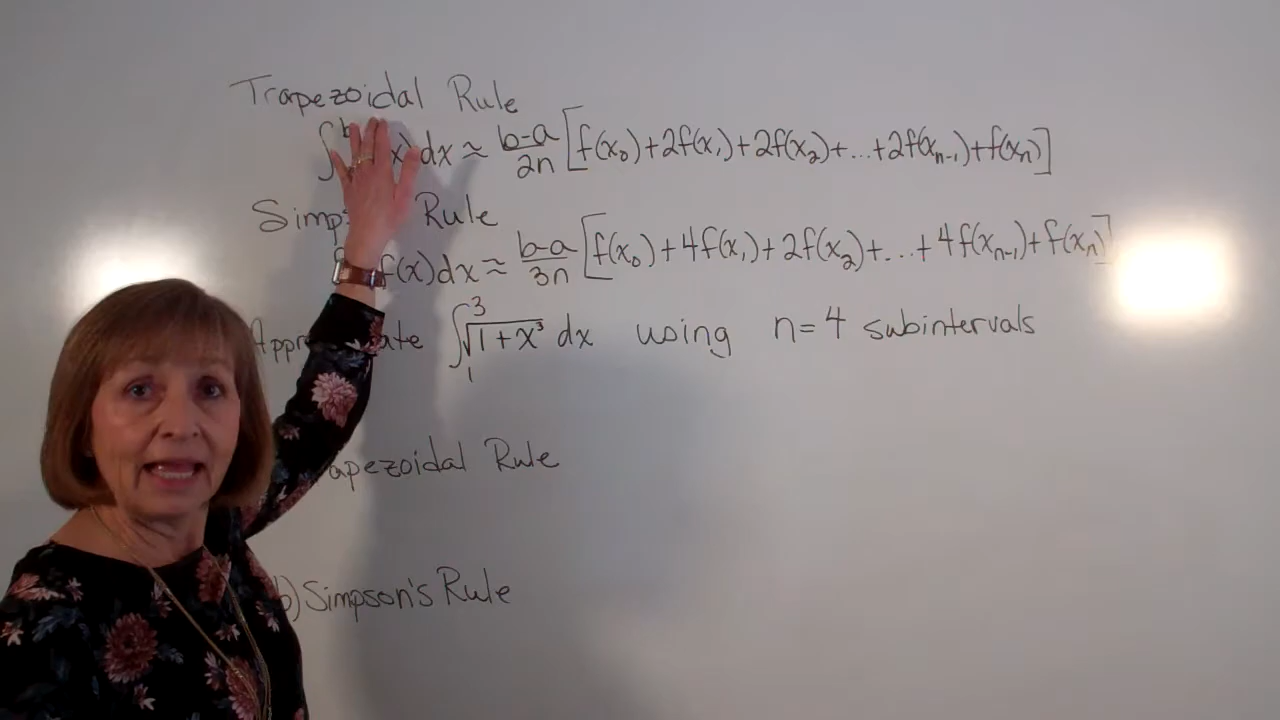 Trapezoidal Rule
∫ b x) dx ≈ b-a/2n [f(x₀)+2f(x₁)+2f(x₂)+...+2f(xₙ₋₁)+f(xₙ)]
Simps Rule
f(x)dx ≈ b-a/3n [f(x₀)+4f(x₁)+2f(x₂)+...+4f(xₙ₋₁)+f(xₙ)]
∫₁³ √(1+x³) dx using n=4 subintervals
apezoidal Rule
b) Simpson's Rule